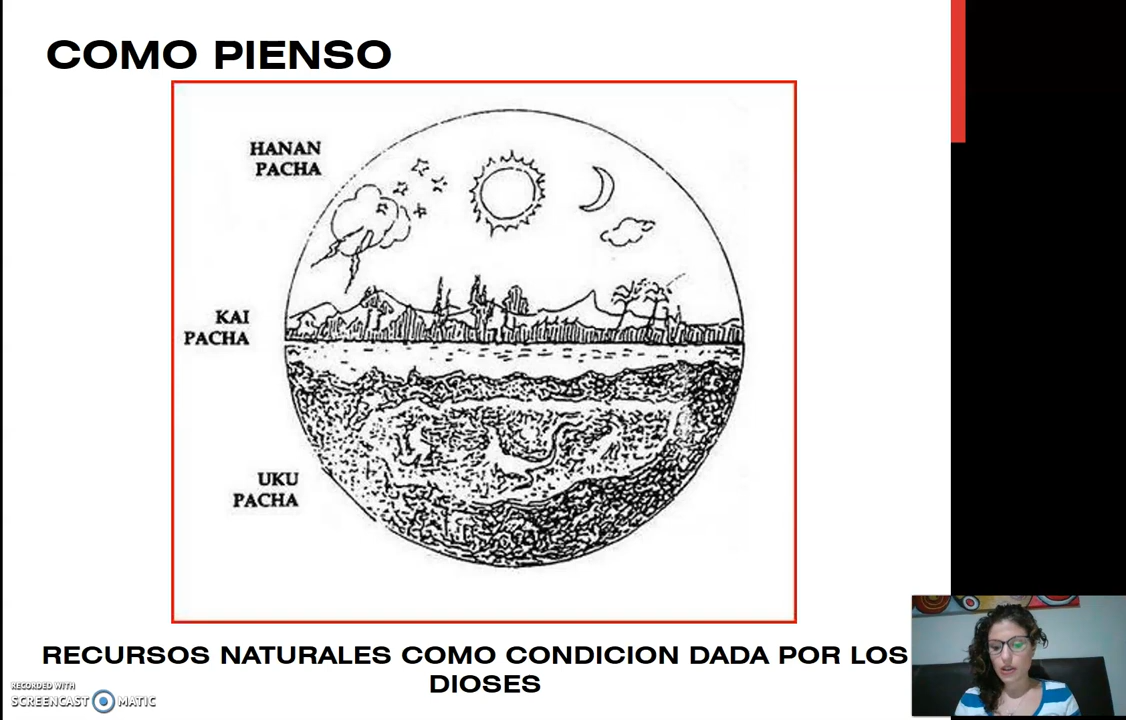 COMO PIENSO
HANAN
PACHA
KAI
PACHA
UKU
PACHA
RECURSOS NATURALES COMO CONDICION DADA POR LOS
DIOSES
RECORDED WITH
SCREENCAST MATIC